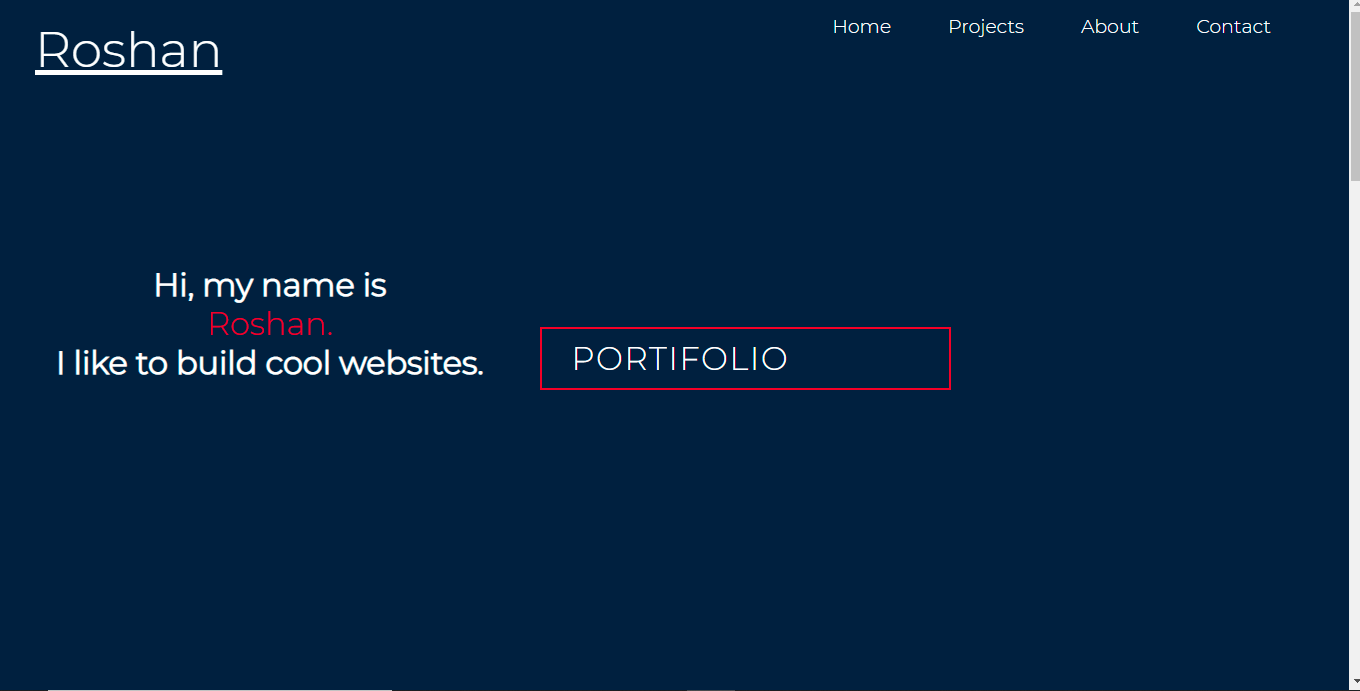 Roshan
Home Projects About Contact
Hi, my name is
Roshan.
I like to build cool websites.
PORTIFOLIO